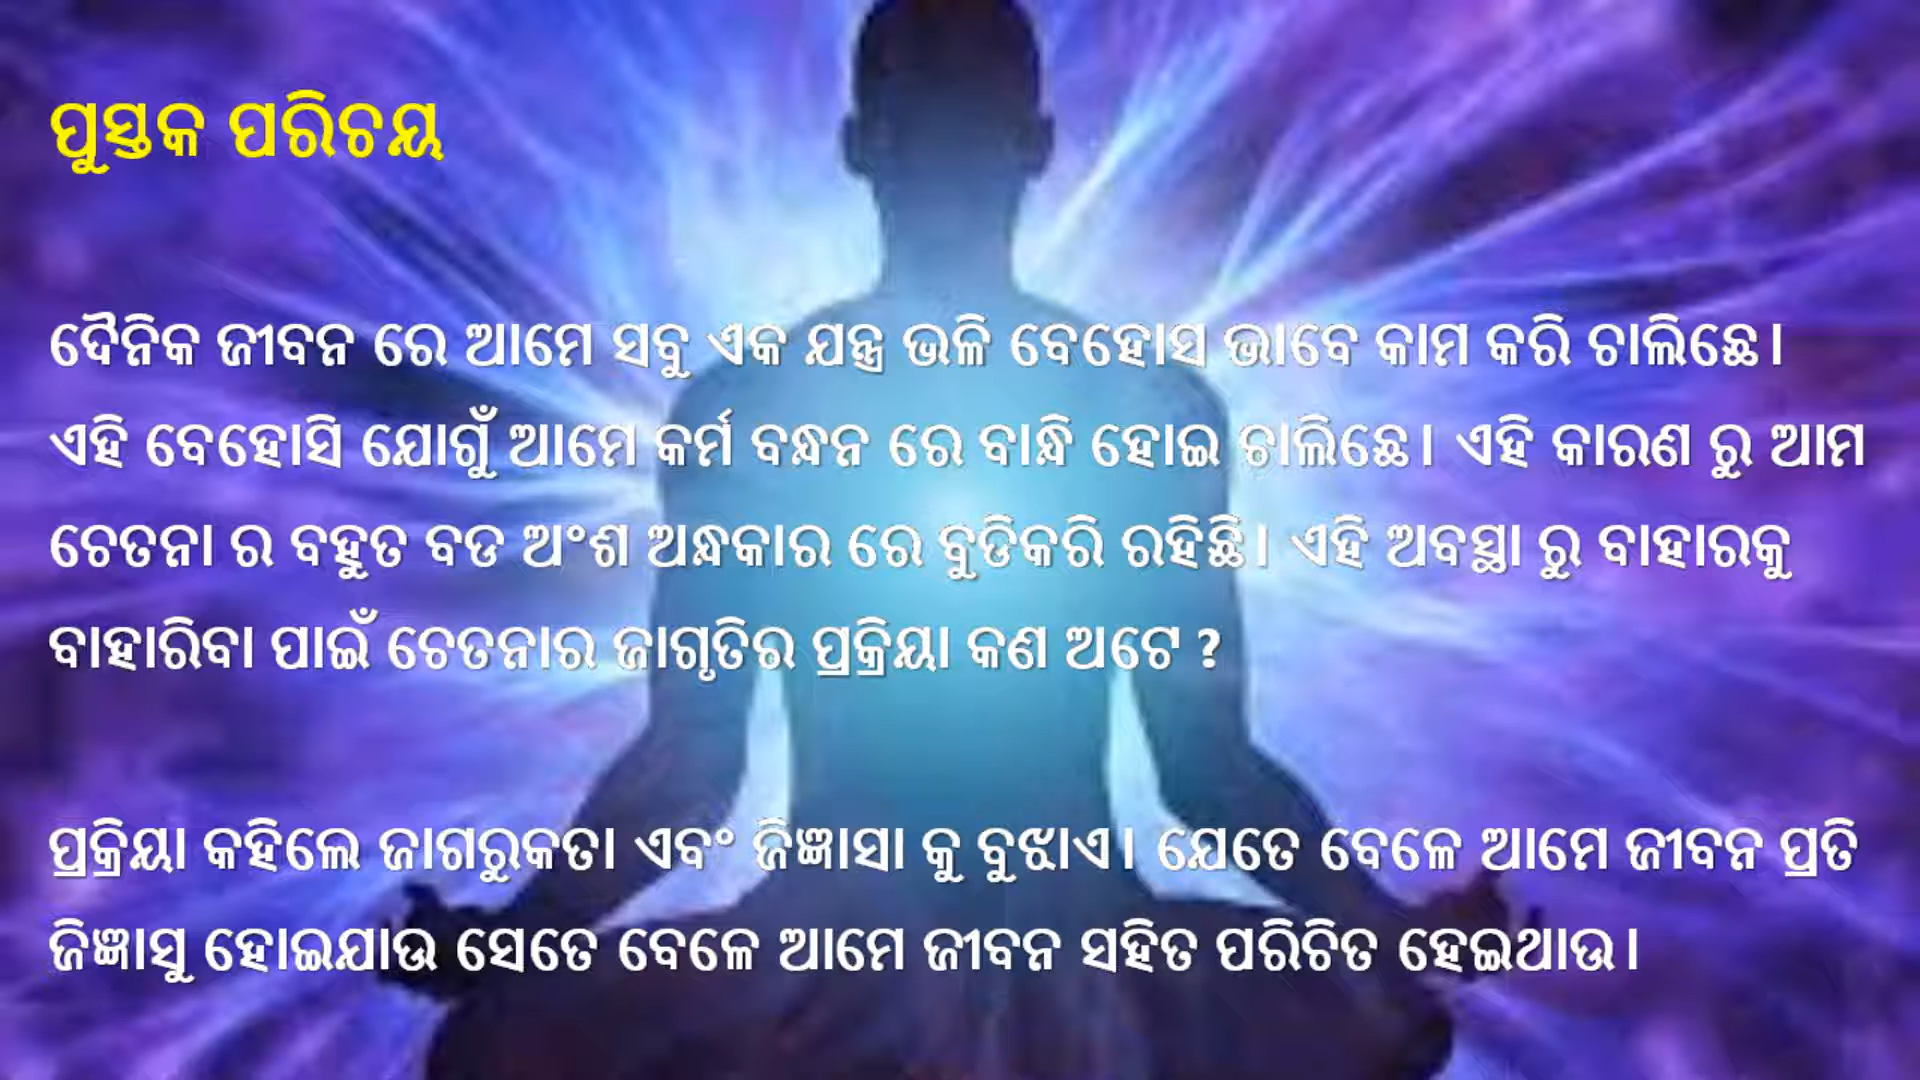 ପୁସ୍ତକ ପରିଚୟ
ଦୈନିକ ଜୀବନ ରେ ଆମେ ସବୁ ଏକ ଯନ୍ତ୍ର ଭଳି ବେହୋସ ଭାବେ କାମ କରି ଚାଲିଛେ।
ଏହି ବେହୋସି ଯୋଗୁଁ ଆମେ କର୍ମ ବନ୍ଧନ ରେ ବାନ୍ଧି ହୋଇ ଚାଲିଛେ। ଏହି କାରଣ ରୁ ଆମ
ଚେତନା ର ବହୁତ ବଡ ଅଂଶ ଅନ୍ଧକାର ରେ ବୁଡିକରି ରହିଛି। ଏହି ଅବସ୍ଥା ରୁ ବାହାରକୁ
ବାହାରିବା ପାଇଁ ଚେତନାର ଜାଗୃତିର ପ୍ରକ୍ରିୟା କଣ ଅଟେ ?
ପ୍ରକ୍ରିୟା କହିଲେ ଜାଗରୁକତା ଏବଂ ଜିଜ୍ଞାସା କୁ ବୁଝାଏ। ଯେତେ ବେଳେ ଆମେ ଜୀବନ ପ୍ରତି
ଜିଜ୍ଞାସୁ ହୋଇଯାଉ ସେତେ ବେଳେ ଆମେ ଜୀବନ ସହିତ ପରିଚିତ ହେଇଥାଉ।